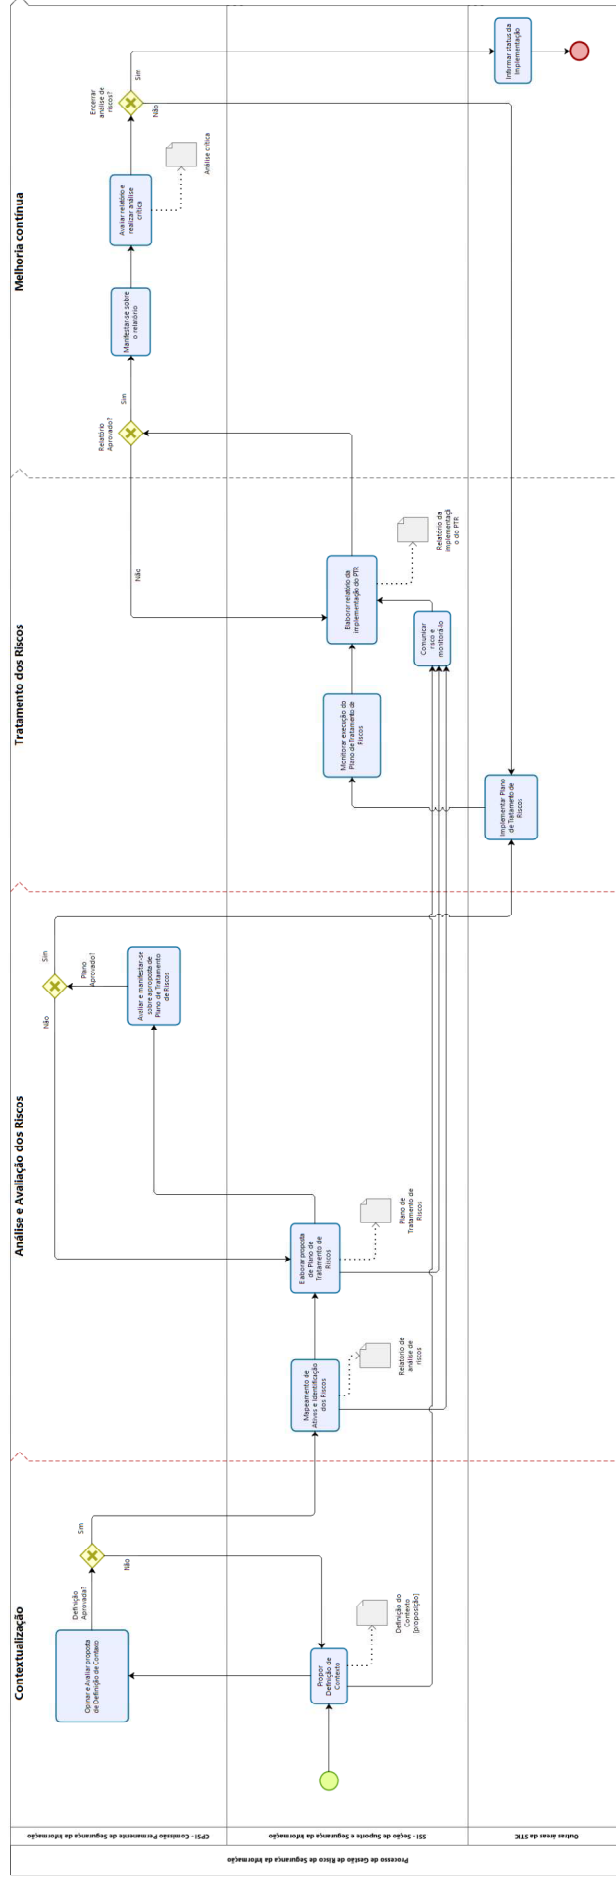 Processo de Gestão de Risco de Segurança da Informação
CPSI - Comissão Permanente de Segurança da Informação
SSI - Seção de Suporte e Segurança da Informação
Outras áreas da STIC
Contextualização
Opinar e Avaliar proposta
de Definição de Contexo
Definição
Aprovada?
Sim
Não
Propor
Definição de
Contexto
Definição do
Contexto
[proposição]
Análise e Avaliação dos Riscos
Mapeamento de
Ativos e Identificação
dos Riscos
Relatorio de
análise de
riscos
Elaborar proposta
de Plano de
Tratamento de
Riscos
Plano de
Tratamento de
Riscos
Avaliar e manifestar-se
sobre a proposta de
Plano de Tratamento
de Riscos
Plano
Aprovado?
Não
Sim
Tratamento dos Riscos
Implementar Plano
de Tratamento de
Riscos
Monitorar execução do
Plano de Tratamento de
Riscos
Comunicar
risco e
monitorá-lo
Elaborar relatório da
implementação do PTR
Relatório da
implementaçã
o do PTR
Não
Melhoria contínua
Relatório
Aprovado?
Sim
Manifestar-se sobre
o relatório
Avaliar relatório e
realizar análise
crítica
Análise crítica
Encerrar
análise de
riscos?
Sim
Não
Informar status da
implementação